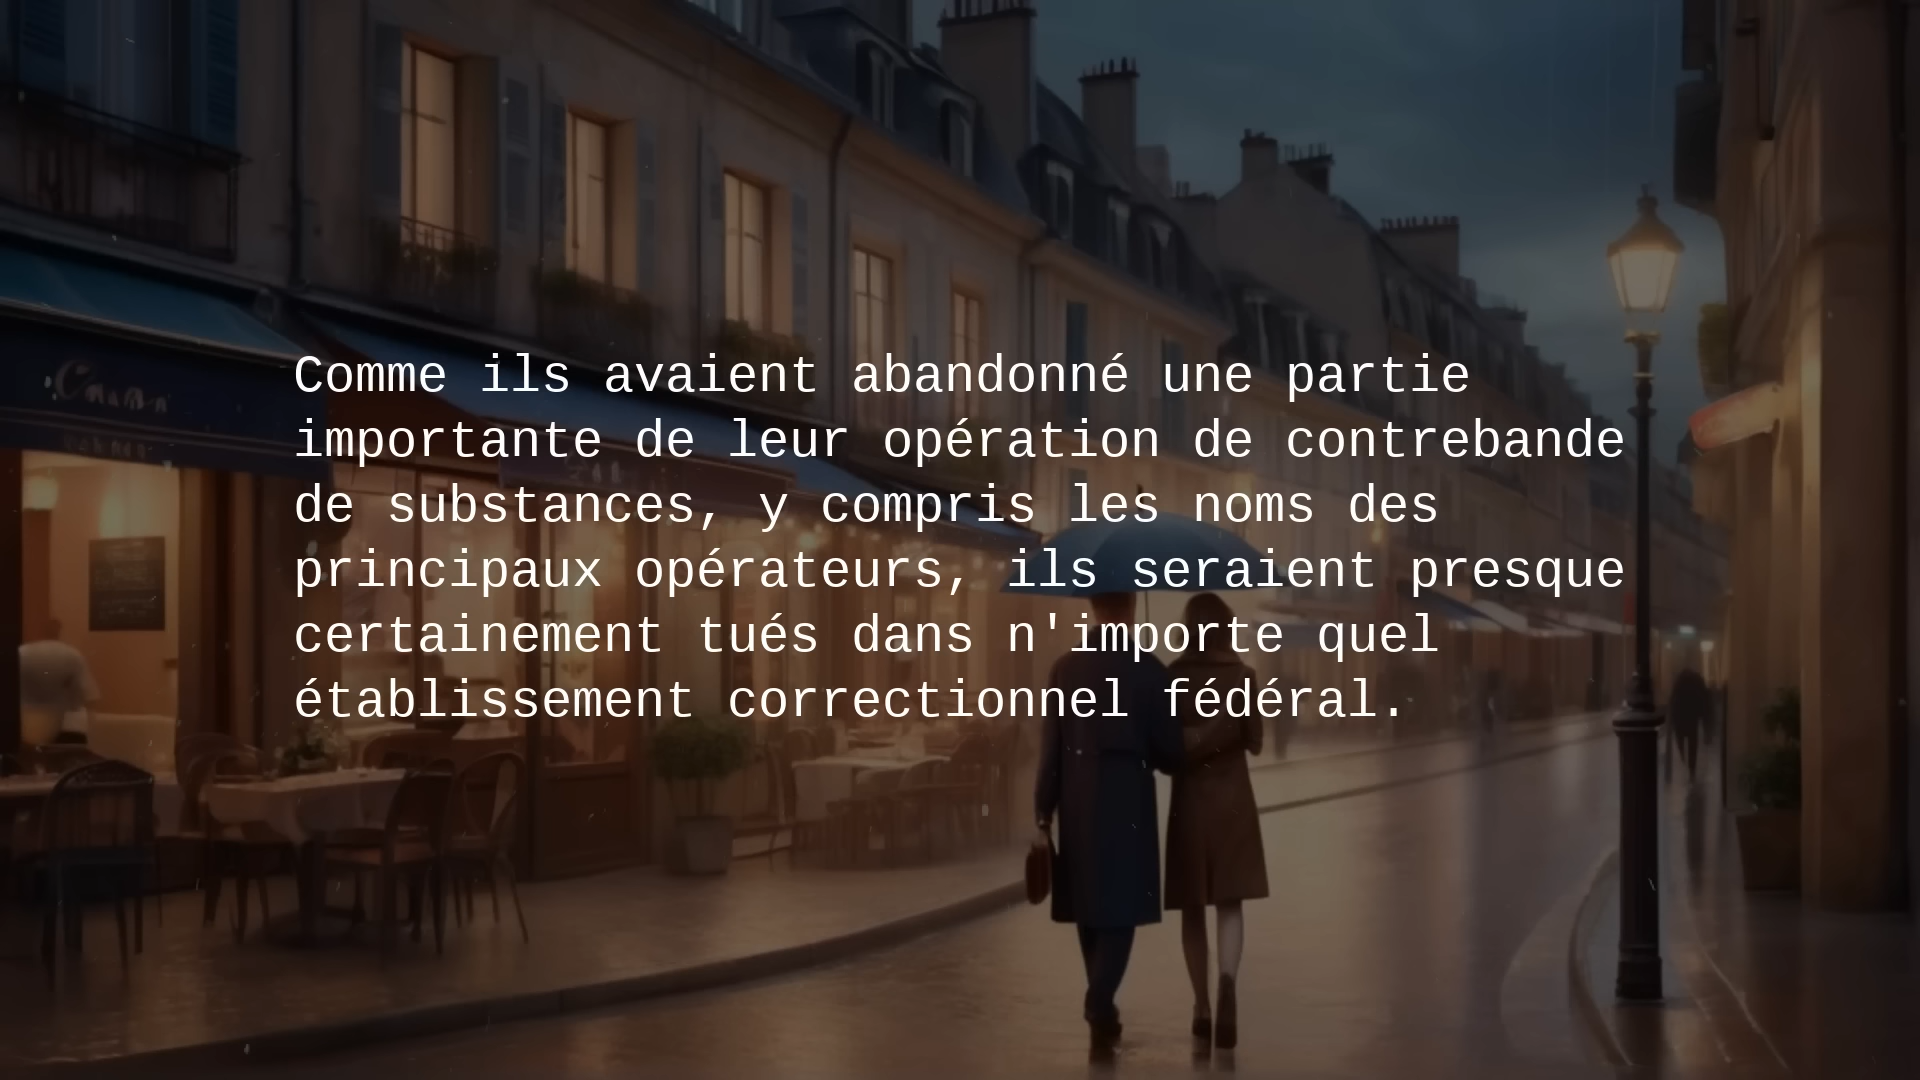 Comme ils avaient abandonné une partie
importante de leur opération de contrebande
de substances, y compris les noms des
principaux opérateurs, ils seraient presque
certainement tués dans n'importe quel
établissement correctionnel fédéral.